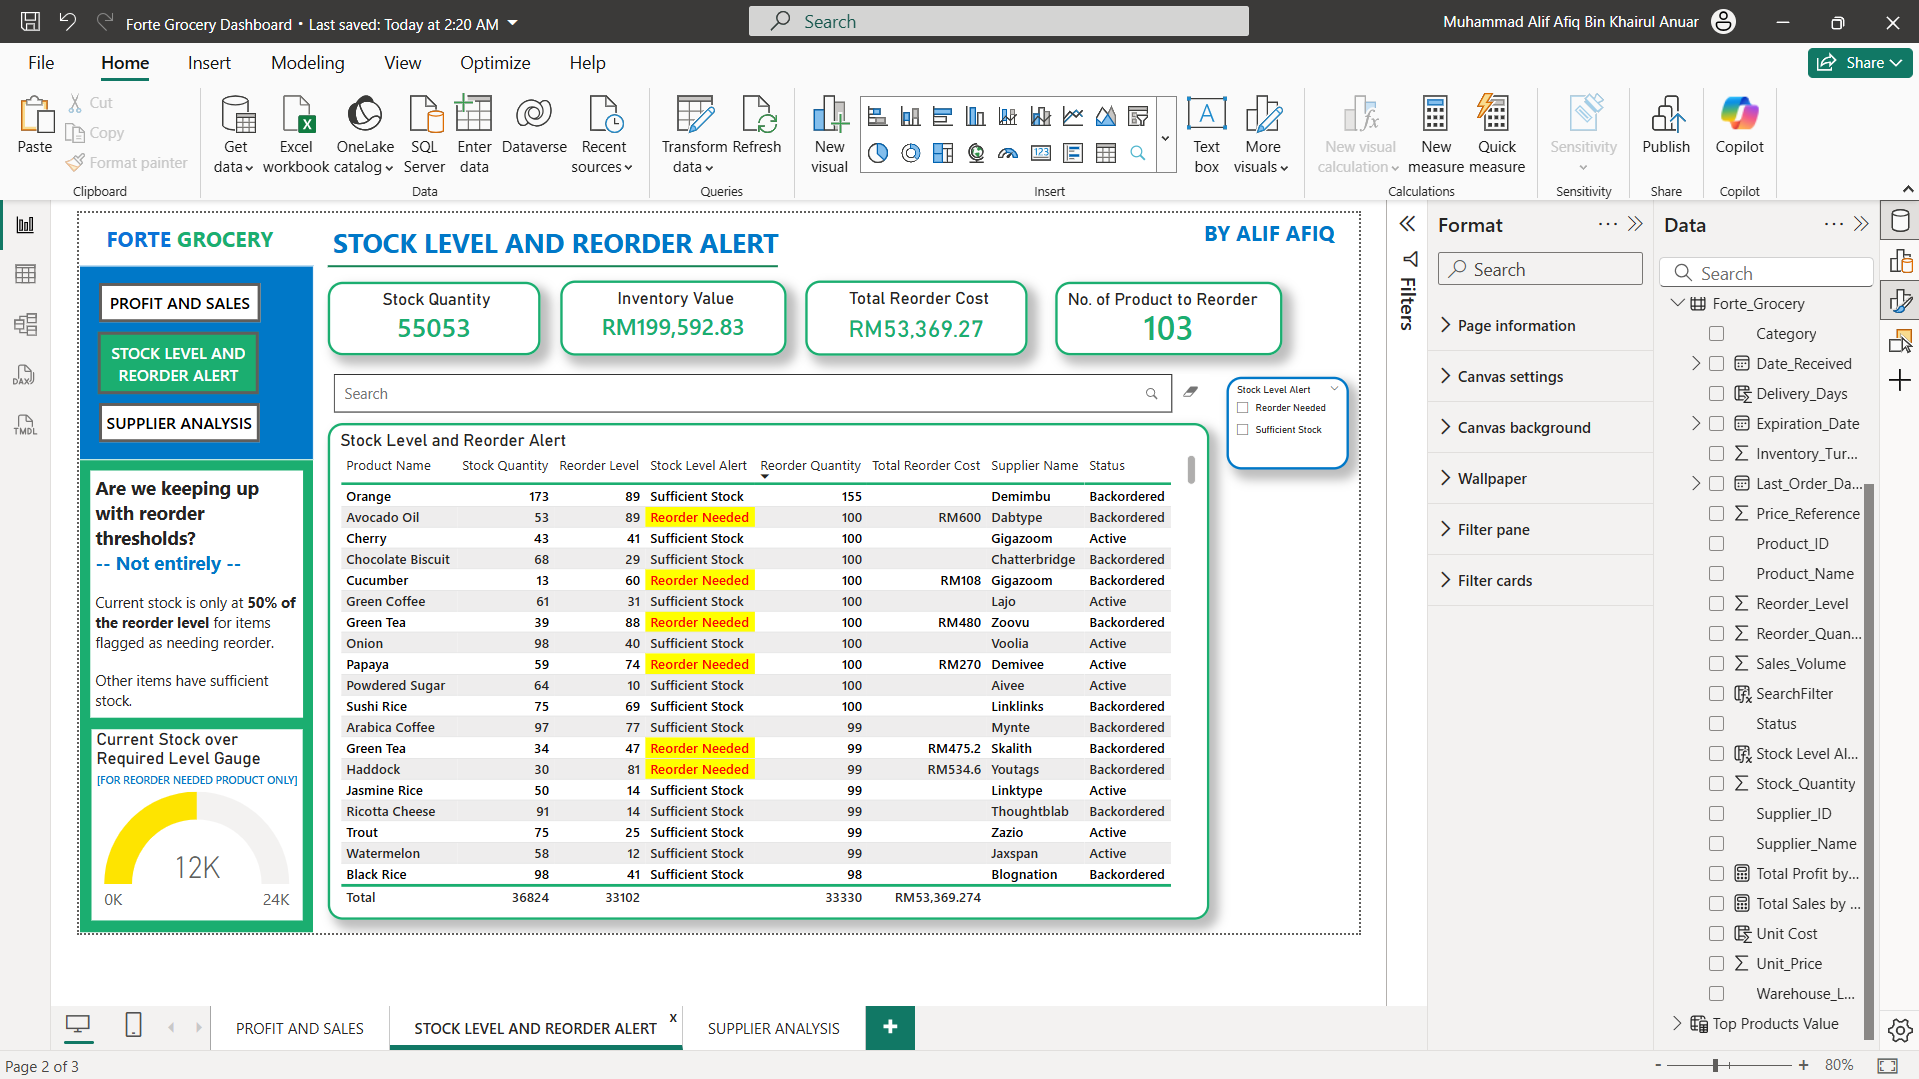 Forte Grocery Dashboard • Last saved: Today at 2:20 AM
Search
Muhammad Alif Afiq Bin Khairul Anuar
File
Home
Insert
Modeling
View
Optimize
Help
Share
Paste
Cut
Copy
Format painter
Get data
Excel workbook
OneLake catalog
SQL Server
Enter data
Dataverse
Recent sources
Transform data
Refresh
New visual
Text box
More visuals
New visual calculation
New measure
Quick measure
Sensitivity
Publish
Copilot
Clipboard
Data
Queries
Insert
Calculations
Sensitivity
Share
Copilot
DAX
TMDL
FORTE GROCERY
STOCK LEVEL AND REORDER ALERT
BY ALIF AFIQ
PROFIT AND SALES
STOCK LEVEL AND
REORDER ALERT
SUPPLIER ANALYSIS
Stock Quantity
55053
Inventory Value
RM199,592.83
Total Reorder Cost
RM53,369.27
No. of Product to Reorder
103
Search
Stock Level Alert
Reorder Needed
Sufficient Stock
Are we keeping up
with reorder
thresholds?
-- Not entirely --
Current stock is only at 50% of
the reorder level for items
flagged as needing reorder.
Other items have sufficient
stock.
Current Stock over
Required Level Gauge
[FOR REORDER NEEDED PRODUCT ONLY]
12K
0K
24K
Stock Level and Reorder Alert
Product Name Stock Quantity Reorder Level Stock Level Alert Reorder Quantity Total Reorder Cost Supplier Name Status
Orange 173 89 Sufficient Stock 155 Demimbu Backordered
Avocado Oil 53 89 Reorder Needed 100 RM600 Dabtype Backordered
Cherry 43 41 Sufficient Stock 100 Gigazoom Active
Chocolate Biscuit 68 29 Sufficient Stock 100 Chatterbridge Backordered
Cucumber 13 60 Reorder Needed 100 RM108 Gigazoom Backordered
Green Coffee 61 31 Sufficient Stock 100 Lajo Active
Green Tea 39 88 Reorder Needed 100 RM480 Zoovu Backordered
Onion 98 40 Sufficient Stock 100 Voolia Active
Papaya 59 74 Reorder Needed 100 RM270 Demivee Active
Powdered Sugar 64 10 Sufficient Stock 100 Aivee Active
Sushi Rice 75 69 Sufficient Stock 100 Linklinks Backordered
Arabica Coffee 97 77 Sufficient Stock 99 Mynte Backordered
Green Tea 34 47 Reorder Needed 99 RM475.2 Skalith Backordered
Haddock 30 81 Reorder Needed 99 RM534.6 Youtags Backordered
Jasmine Rice 50 14 Sufficient Stock 99 Linktype Active
Ricotta Cheese 91 14 Sufficient Stock 99 Thoughtblab Backordered
Trout 75 25 Sufficient Stock 99 Zazio Active
Watermelon 58 12 Sufficient Stock 99 Jaxspan Active
Black Rice 98 41 Sufficient Stock 98 Blognation Backordered
Total 36824 33102 33330 RM53,369.274
Filters
Format
Search
Page information
Canvas settings
Canvas background
Wallpaper
Filter pane
Filter cards
Data
Search
Forte_Grocery
Category
Date_Received
Delivery_Days
Expiration_Date
Inventory_Tur...
Last_Order_Da...
Price_Reference
Product_ID
Product_Name
Reorder_Level
Reorder_Quan...
Sales_Volume
SearchFilter
Status
Stock Level Al...
Stock_Quantity
Supplier_ID
Supplier_Name
Total Profit by...
Total Sales by ...
Unit Cost
Unit_Price
Warehouse_L...
Top Products Value
PROFIT AND SALES
STOCK LEVEL AND REORDER ALERT
x
SUPPLIER ANALYSIS
+
Page 2 of 3
- + 80%